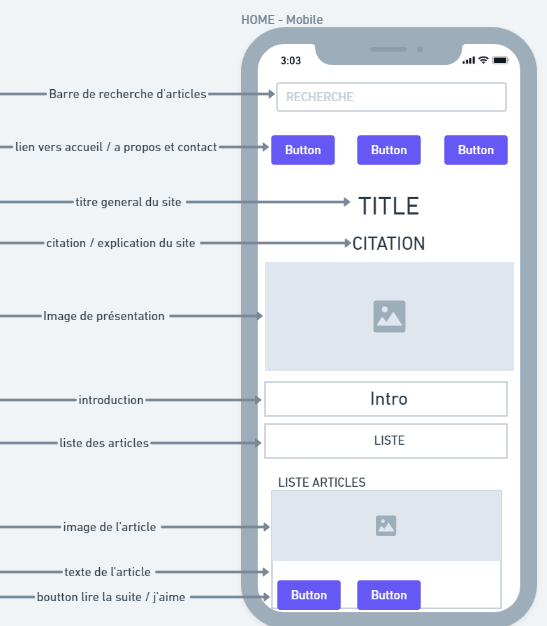 HOME - Mobile
3:03
Barre de recherche d'articles
RECHERCHE
lien vers accueil / a propos et contact
Button Button Button
titre general du site
TITLE
citation / explication du site
CITATION
Image de présentation
introduction
Intro
liste des articles
LISTE
LISTE ARTICLES
image de l'article
texte de l'article
boutton lire la suite / j'aime
Button Button